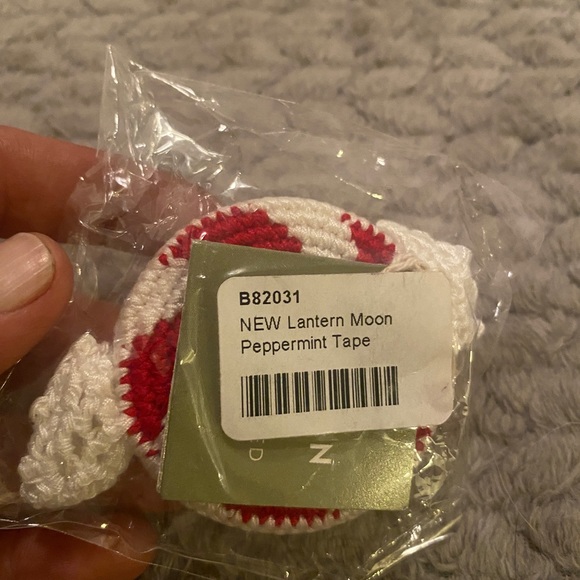 B82031
NEW Lantern Moon
Peppermint Tape
N
D